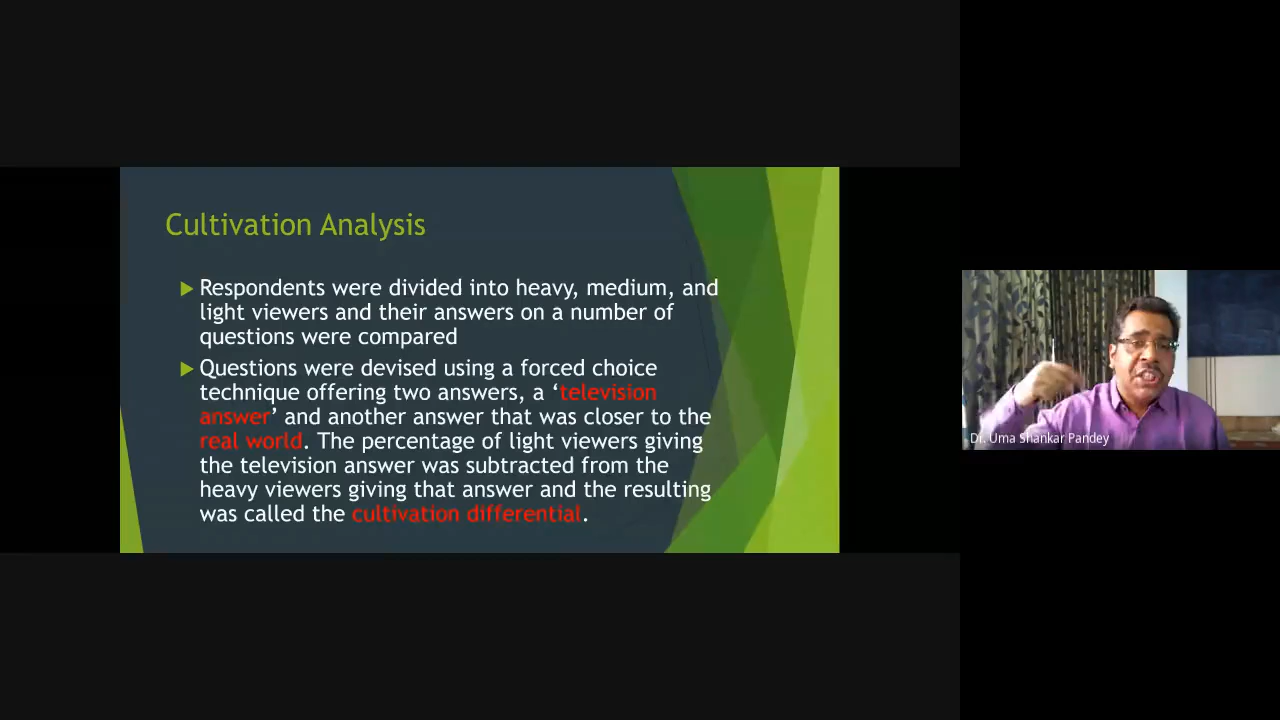 Cultivation Analysis
Respondents were divided into heavy, medium, and
light viewers and their answers on a number of
questions were compared
Questions were devised using a forced choice
technique offering two answers, a ‘television
answer’ and another answer that was closer to the
real world. The percentage of light viewers giving
the television answer was subtracted from the
heavy viewers giving that answer and the resulting
was called the cultivation differential.
Dr. Uma Shankar Pandey